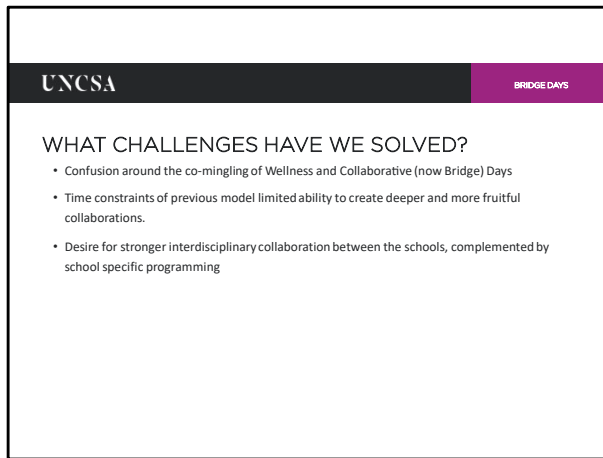 UNCSA
BRIDGE DAYS
WHAT CHALLENGES HAVE WE SOLVED?
• Confusion around the co-mingling of Wellness and Collaborative (now Bridge) Days
• Time constraints of previous model limited ability to create deeper and more fruitful
collaborations.
• Desire for stronger interdisciplinary collaboration between the schools, complemented by
school specific programming